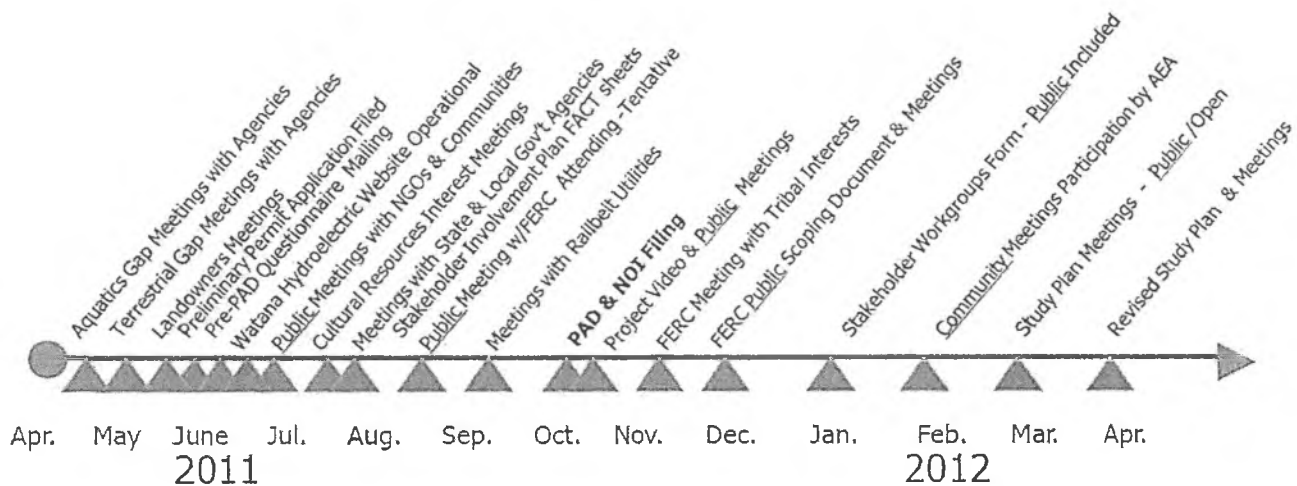 Aquatics Gap Meetings with Agencies
Terrestrial Gap Meetings with Agencies
Landowners Meetings
Preliminary Permit Application Filed
Pre-PAD Questionnaire Mailing
Watana Hydroelectric Website Operational
Public Meetings with NGOs & Communities
Cultural Resources Interest Meetings
Meetings with State & Local Gov't Agencies
Stakeholder Involvement Plan FACT sheets
Public Meeting w/FERC Attending -Tentative
Meetings with Railbelt Utilities
PAD & NOI Filing
Project Video & Public Meetings
FERC Meeting with Tribal Interests
FERC Public Scoping Document & Meetings
Stakeholder Workgroups Form - Public Included
Community Meetings Participation by AEA
Study Plan Meetings - Public/Open
Revised Study Plan & Meetings
Apr. May June Jul. Aug. Sep. Oct. Nov. Dec. Jan. Feb. Mar. Apr.
2011 2012